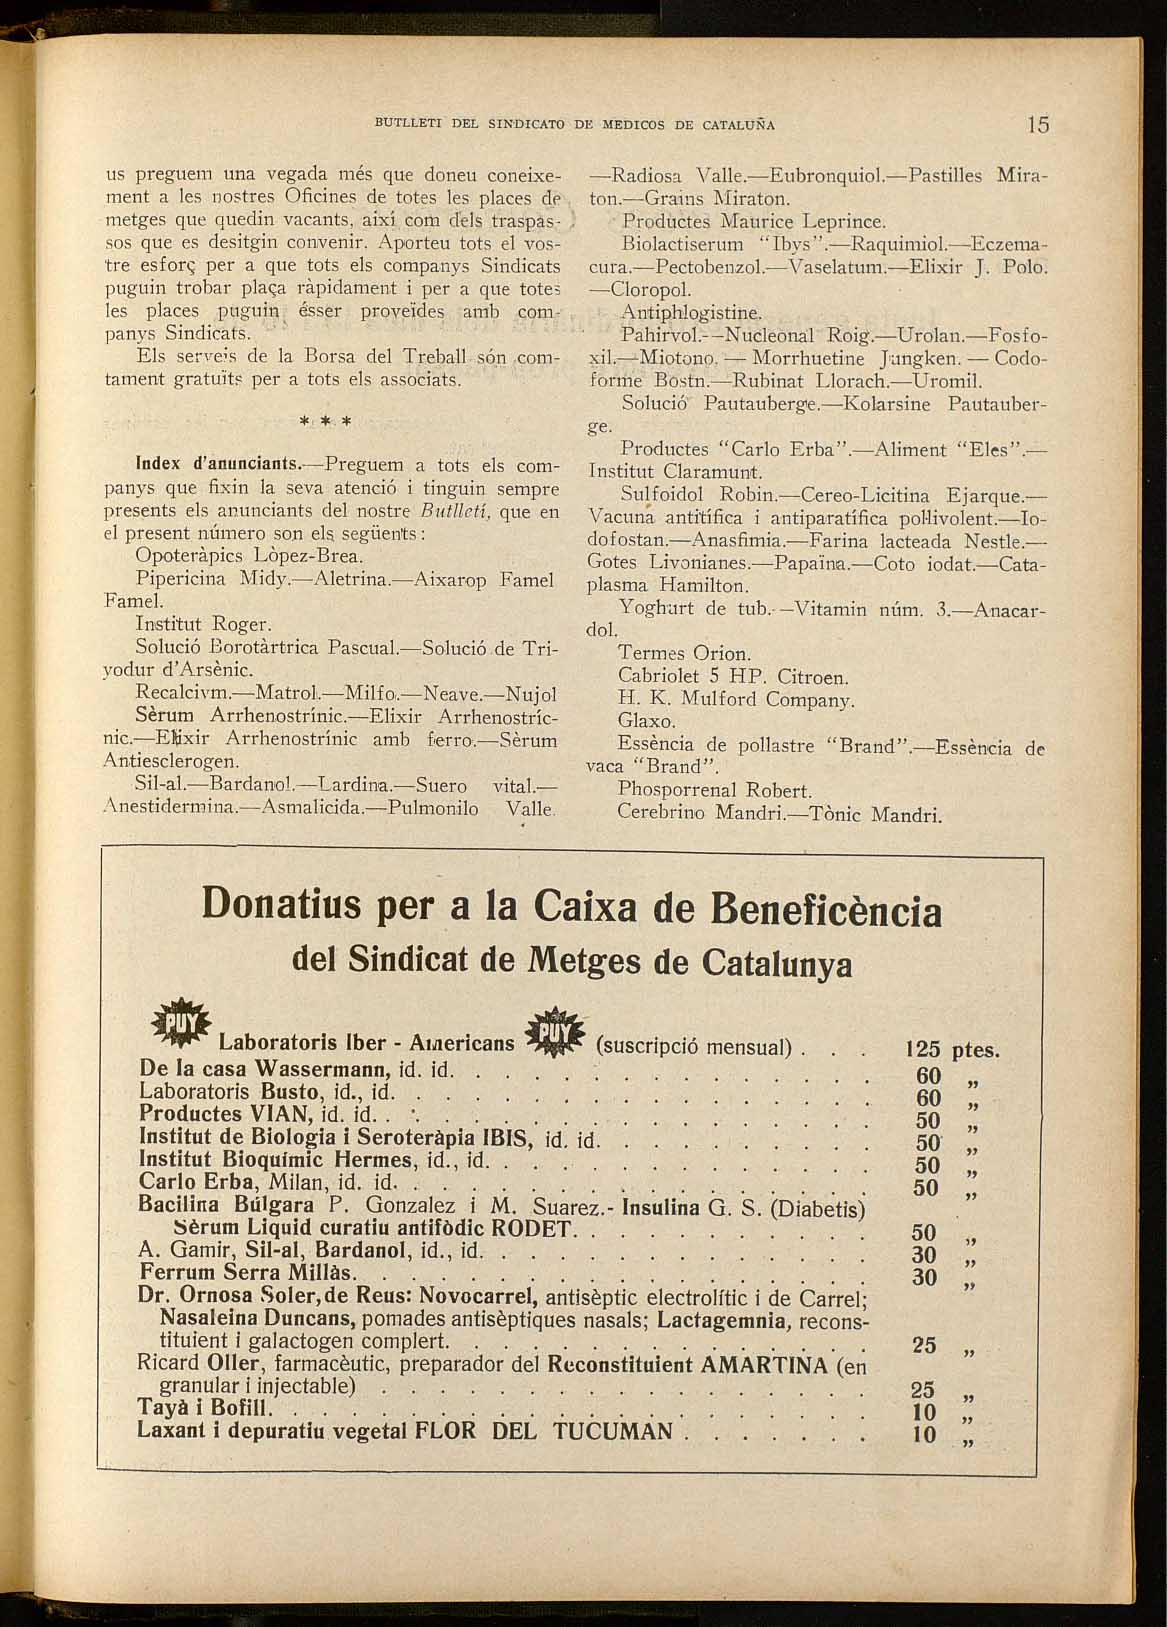 BUTLLETI DEL SINDICATO DE MEDICOS DE CATALUÑA
15
us preguem una vegada més que doneu coneixe-
ment a les nostres Oficines de totes les places de
metges que quedin vacants, així com dels traspas-
sos que es desitgin convenir. Aporteu tots el vos-
tre esforç per a que tots els companys Sindicats
puguin trobar plaça ràpidament i per a que totes
les places puguin ésser proveïdes amb com-
panys Sindicats.
Els serveis de la Borsa del Treball són com-
tament gratuïts per a tots els associats.
* * *
Index d'anunciants.—Preguem a tots els com-
panys que fixin la seva atenció i tinguin sempre
presents els anunciants del nostre Butlletí, que en
el present número son els següents :
Opoteràpics Lòpez-Brea.
Pipericina Midy.—Aletrina.—Aixarop Famel
Famel.
Institut Roger.
Solució Borotàrtrica Pascual.—Solució de Tri-
yodur d'Arsènic.
Recalcivm.—Matrol.—Milfo.—Neave.—Nujol
Sèrum Arrhenostrínic.—Elixir Arrhenostríc-
nic.—Elixir Arrhenostrínic amb fierro.—Sèrum
Antiesclerogen.
Sil-al.—Bardanol.—Lardina.—Suero vital.—
Anestidermina.—Asmalicida.—Pulmonilo Valle.
—Radiosa Valle.—Eubronquiol.—Pastilles Mira-
ton.—Grains Miraton.
Productes Maurice Leprince.
Biolactiserum "Ibys".—Raquimiol.—Eczema-
cura.—Pectobenzol.—Vaselatum.—Elixir J. Polo.
—Cloropol.
Antiphlogistine.
Pahirvol.—Nucleonal Roig.—Urolan.—Fosfo-
xil.—Miotono. — Morrhuetine Jungken. — Codo-
forme Bostn.—Rubinat Llorach.—Uromil.
Solució Pautauberge.—Kolarsine Pautauber-
ge.
Productes "Carlo Erba".—Aliment "Eles".—
Institut Claramunt.
Sulfoidol Robin.—Cereo-Licitina Ejarque.—
Vacuna antitífica i antiparatífica pol·livolent.—Io-
dofostan.—Anasfimia.—Farina lacteada Nestle.—
Gotes Livonianes.—Papaïna.—Coto iodat.—Cata-
plasma Hamilton.
Yoghurt de tub.—Vitamin núm. 3.—Anacar-
dol.
Termes Orion.
Cabriolet 5 HP. Citroen.
H. K. Mulford Company.
Glaxo.
Essència de pollastre "Brand".—Essència de
vaca "Brand".
Phosporrenal Robert.
Cerebrino Mandri.—Tònic Mandri.
Donatius per a la Caixa de Beneficència
del Sindicat de Metges de Catalunya
PUY Laboratoris Iber - Americans PUY (suscripció mensual) . . . 125 ptes.
De la casa Wassermann, id. id. . . . . . . . . . . . . . . . 60 „
Laboratoris Busto, id., id. . . . . . . . . . . . . . . . . . 60 „
Productes VIAN, id. id. . . . . . . . . . . . . . . . . . . 50 „
Institut de Biologia i Seroteràpia IBIS, id. id. . . . . . . . . . . 50 „
Institut Bioquímic Hermes, id., id. . . . . . . . . . . . . . . 50 „
Carlo Erba, Milan, id. id. . . . . . . . . . . . . . . . . . 50 „
Bacilina Búlgara P. Gonzalez i M. Suarez.- Insulina G. S. (Diabetis)
Sèrum Liquid curatiu antifòdic RODET. . . . . . . . . . . 50 „
A. Gamir, Sil-al, Bardanol, id., id. . . . . . . . . . . . . . . 30 „
Ferrum Serra Millàs. . . . . . . . . . . . . . . . . . . . 30 „
Dr. Ornosa Soler, de Reus: Novocarrel, antisèptic electrolític i de Carrel;
Nasaleina Duncans, pomades antisèptiques nasals; Lactagemnia, recons-
tituient i galactogen complert. . . . . . . . . . . . . . . . 25 „
Ricard Oller, farmacèutic, preparador del Reconstituient AMARTINA (en
granular i injectable) . . . . . . . . . . . . . . . . . 25 „
Tayà i Bofill. . . . . . . . . . . . . . . . . . . . . . 10 „
Laxant i depuratiu vegetal FLOR DEL TUCUMAN . . . . . . . 10 „